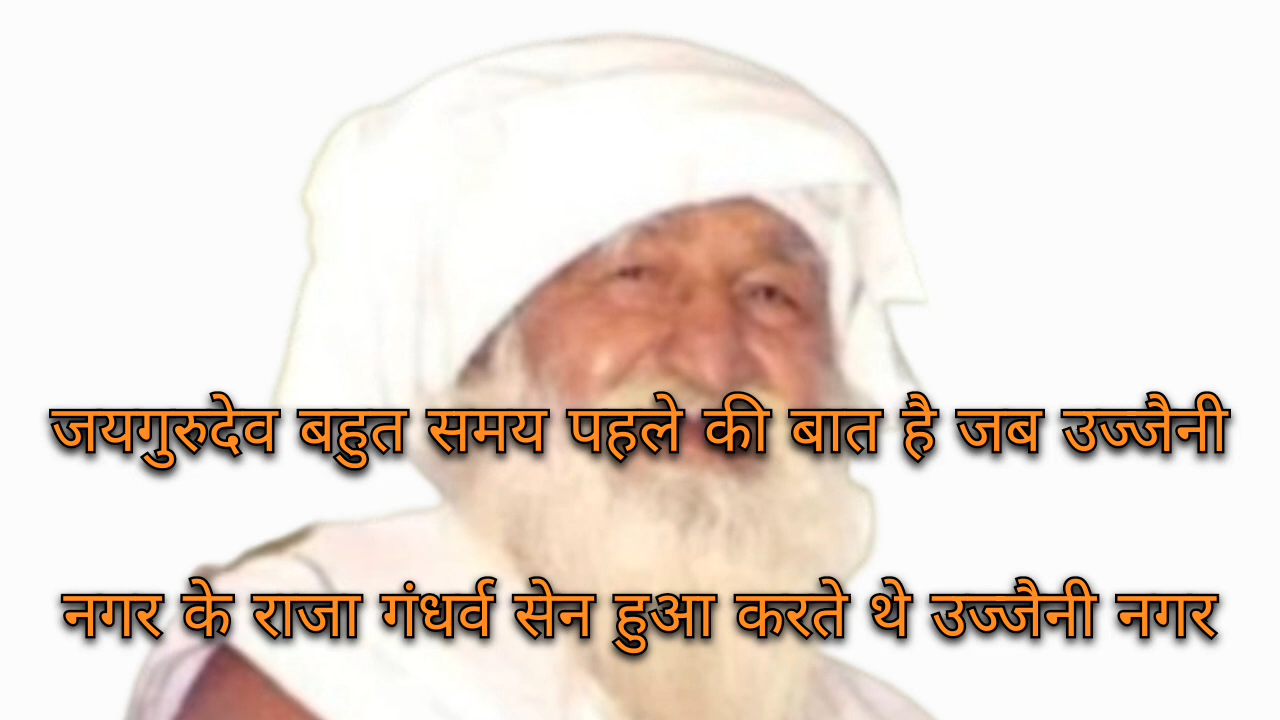 जयगुरुदेव बहुत समय पहले की बात है जब उज्जैनी
नगर के राजा गंधर्व सेन हुआ करते थे उज्जैनी नगर